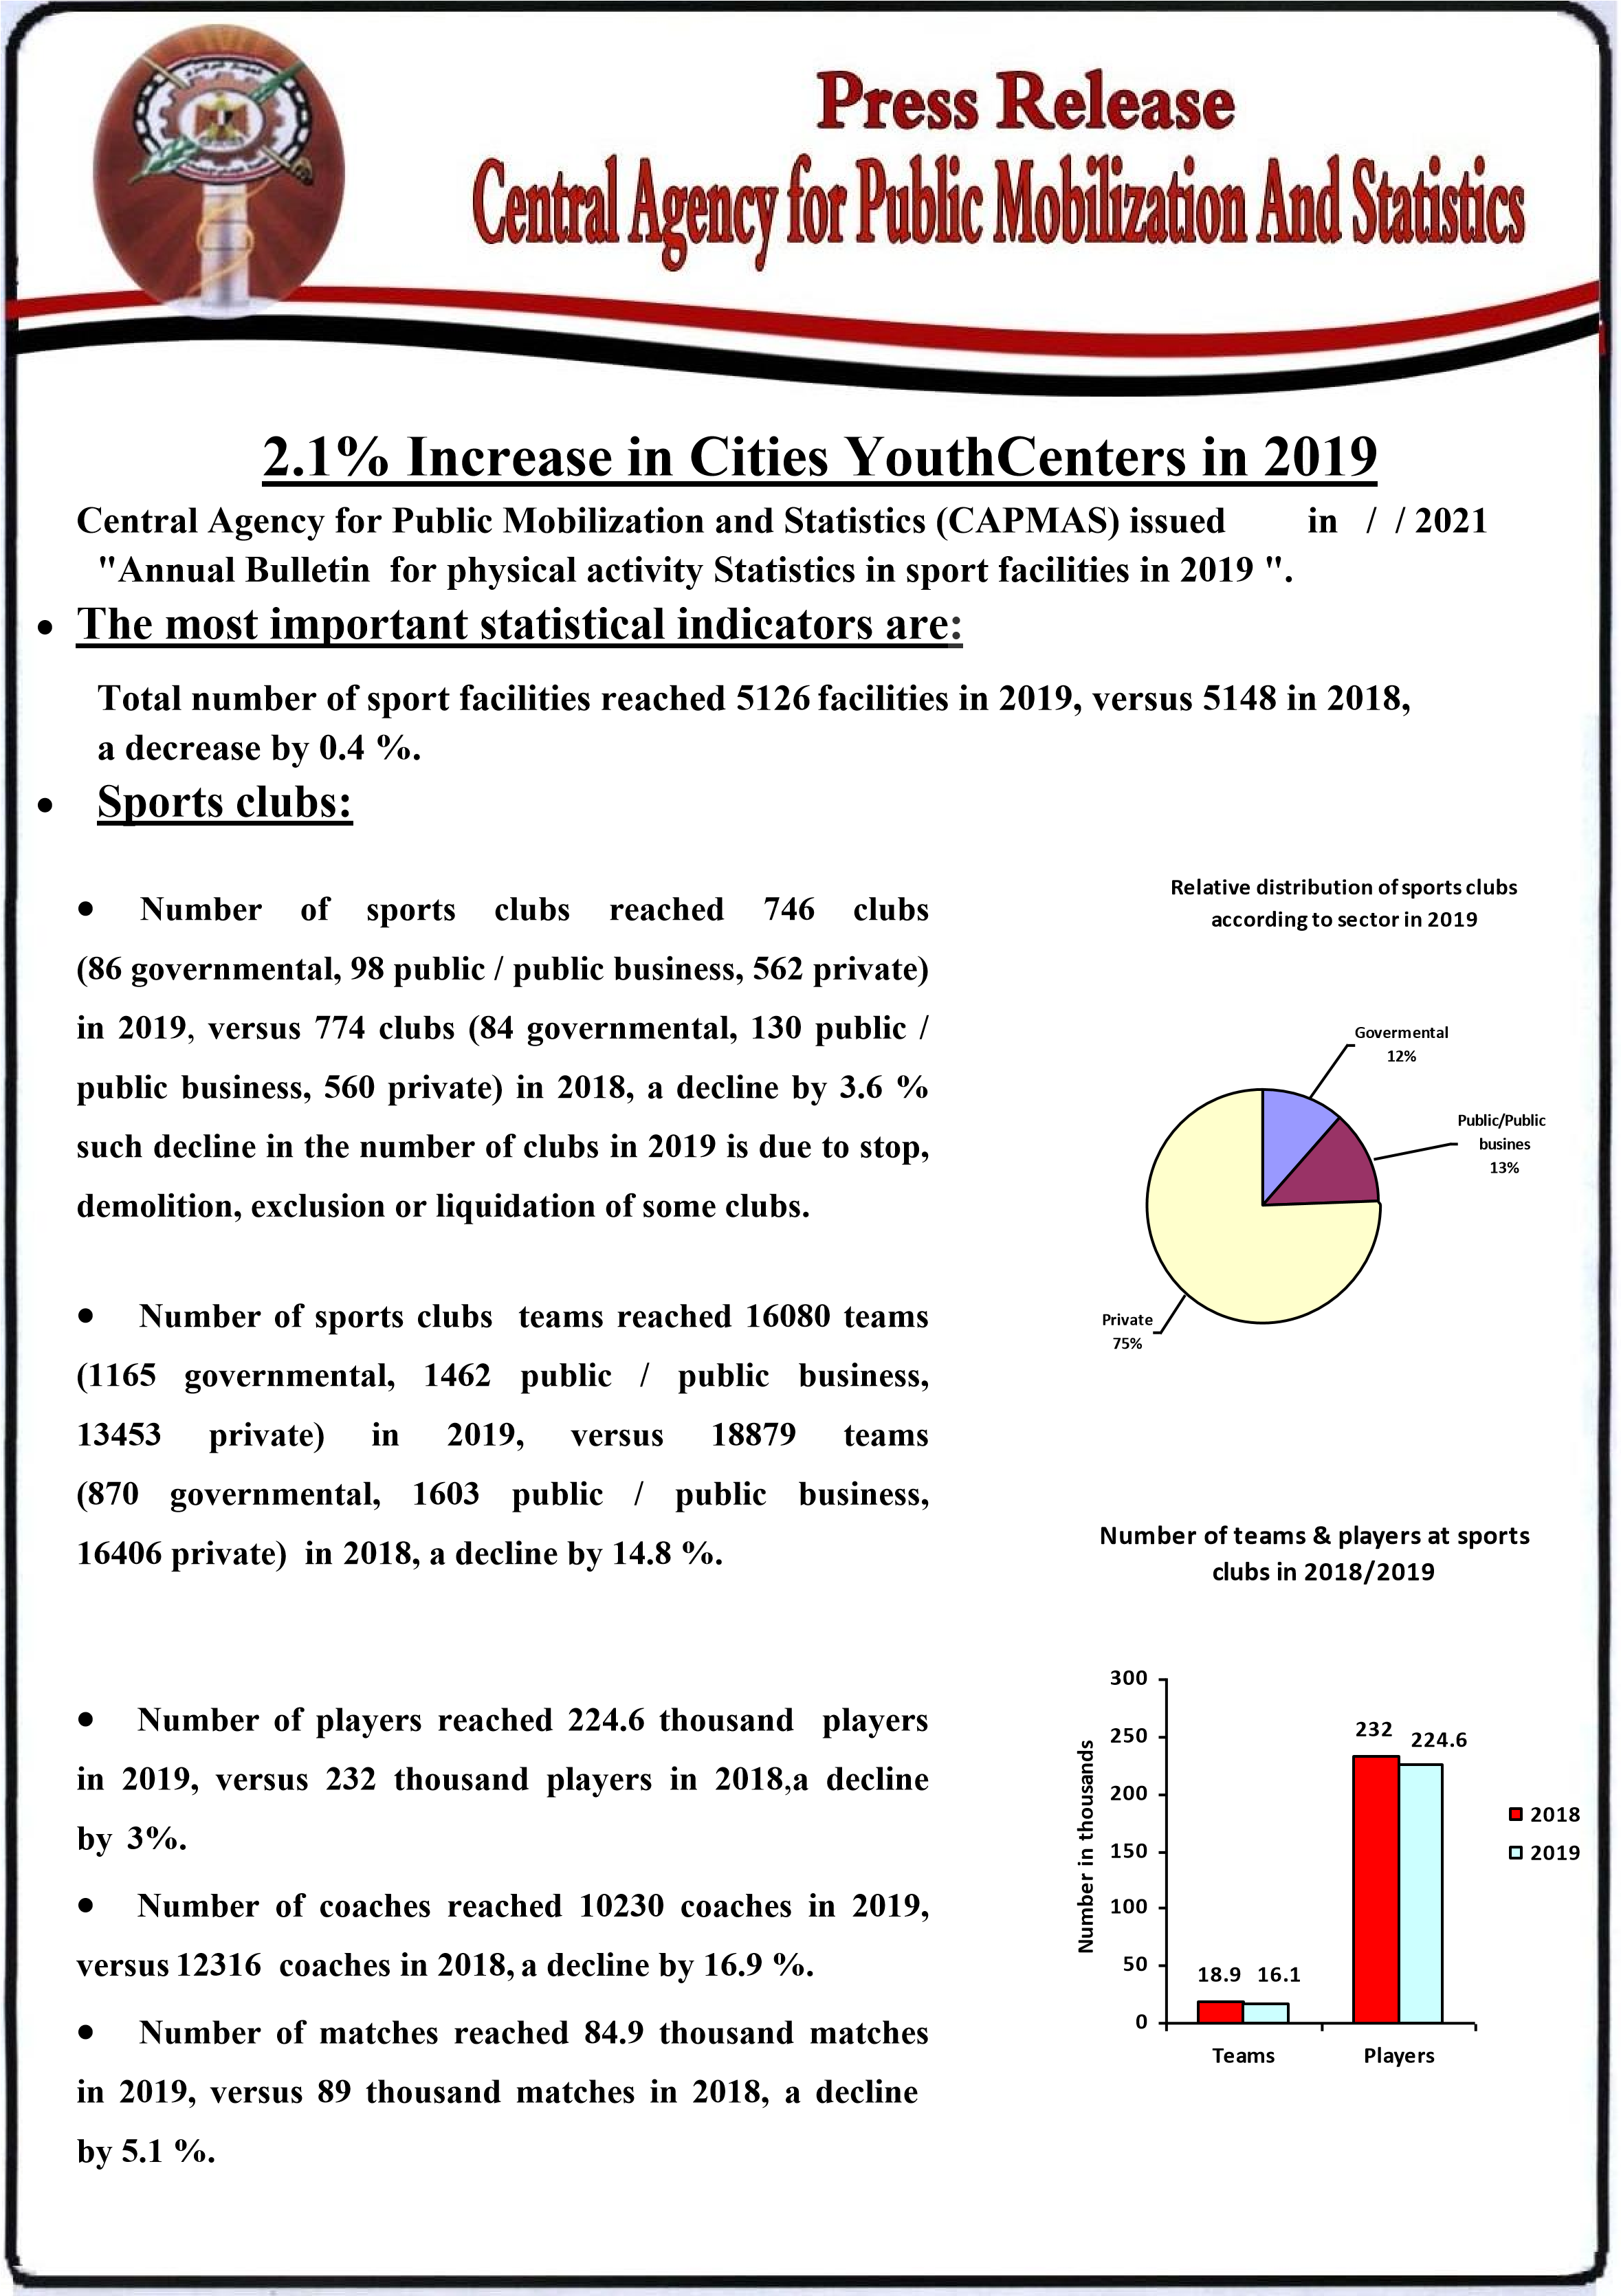 Press Release
Central Agency for Public Mobilization And Statistics
2.1% Increase in Cities YouthCenters in 2019
Central Agency for Public Mobilization and Statistics (CAPMAS) issued in / / 2021
"Annual Bulletin for physical activity Statistics in sport facilities in 2019 ".
• The most important statistical indicators are:
Total number of sport facilities reached 5126 facilities in 2019, versus 5148 in 2018,
a decrease by 0.4 %.
• Sports clubs:
• Number of sports clubs reached 746 clubs
(86 governmental, 98 public / public business, 562 private)
in 2019, versus 774 clubs (84 governmental, 130 public /
public business, 560 private) in 2018, a decline by 3.6 %
such decline in the number of clubs in 2019 is due to stop,
demolition, exclusion or liquidation of some clubs.
• Number of sports clubs teams reached 16080 teams
(1165 governmental, 1462 public / public business,
13453 private) in 2019, versus 18879 teams
(870 governmental, 1603 public / public business,
16406 private) in 2018, a decline by 14.8 %.
• Number of players reached 224.6 thousand players
in 2019, versus 232 thousand players in 2018,a decline
by 3%.
• Number of coaches reached 10230 coaches in 2019,
versus 12316 coaches in 2018, a decline by 16.9 %.
• Number of matches reached 84.9 thousand matches
in 2019, versus 89 thousand matches in 2018, a decline
by 5.1 %.
Relative distribution of sports clubs
according to sector in 2019
Govermental
12%
Public/Public
busines
13%
Private
75%
Number of teams & players at sports
clubs in 2018/2019
Number in thousands
300
250
200
150
100
50
0
232
224.6
18.9
16.1
Teams
Players
2018
2019